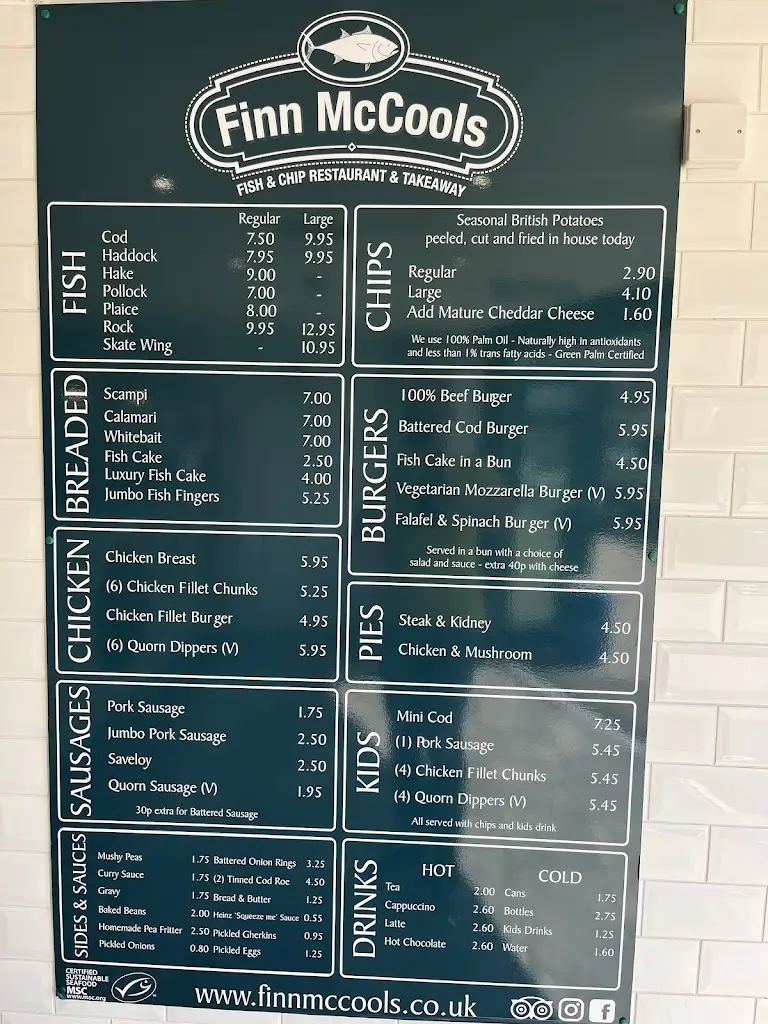 Finn McCools
FISH & CHIP RESTAURANT & TAKEAWAY
FISH
Regular Large
Cod 7.50 9.95
Haddock 7.95 9.95
Hake 9.00 -
Pollock 7.00 -
Plaice 8.00 -
Rock 9.95 12.95
Skate Wing - 10.95
CHIPS
Seasonal British Potatoes
peeled, cut and fried in house today
Regular 2.90
Large 4.10
Add Mature Cheddar Cheese 1.60
We use 100% Palm Oil - Naturally high in antioxidants
and less than 1% trans fatty acids - Green Palm Certified
BREADED
Scampi 7.00
Calamari 7.00
Whitebait 7.00
Fish Cake 2.50
Luxury Fish Cake 4.00
Jumbo Fish Fingers 5.25
BURGERS
100% Beef Burger 4.95
Battered Cod Burger 5.95
Fish Cake in a Bun 4.50
Vegetarian Mozzarella Burger (V) 5.95
Falafel & Spinach Burger (V) 5.95
Served in a bun with a choice of
salad and sauce - extra 40p with cheese
CHICKEN
Chicken Breast 5.95
(6) Chicken Fillet Chunks 5.25
Chicken Fillet Burger 4.95
(6) Quorn Dippers (V) 5.95
PIES
Steak & Kidney 4.50
Chicken & Mushroom 4.50
SAUSAGES
Pork Sausage 1.75
Jumbo Pork Sausage 2.50
Saveloy 2.50
Quorn Sausage (V) 1.95
30p extra for Battered Sausage
KIDS
Mini Cod 7.25
(1) Pork Sausage 5.45
(4) Chicken Fillet Chunks 5.45
(4) Quorn Dippers (V) 5.45
All served with chips and kids drink
SIDES & SAUCES
Mushy Peas 1.75 Battered Onion Rings 3.25
Curry Sauce 1.75 (2) Tinned Cod Roe 4.50
Gravy 1.75 Bread & Butter 1.25
Baked Beans 2.00 Heinz 'Squeeze me' Sauce 0.55
Homemade Pea Fritter 2.50 Pickled Gherkins 0.95
Pickled Onions 0.80 Pickled Eggs 1.25
DRINKS
HOT COLD
Tea 2.00 Cans 1.75
Cappuccino 2.60 Bottles 2.75
Latte 2.60 Kids Drinks 1.25
Hot Chocolate 2.60 Water 1.60
CERTIFIED
SUSTAINABLE
SEAFOOD
MSC
www.msc.org
www.finnmccools.co.uk